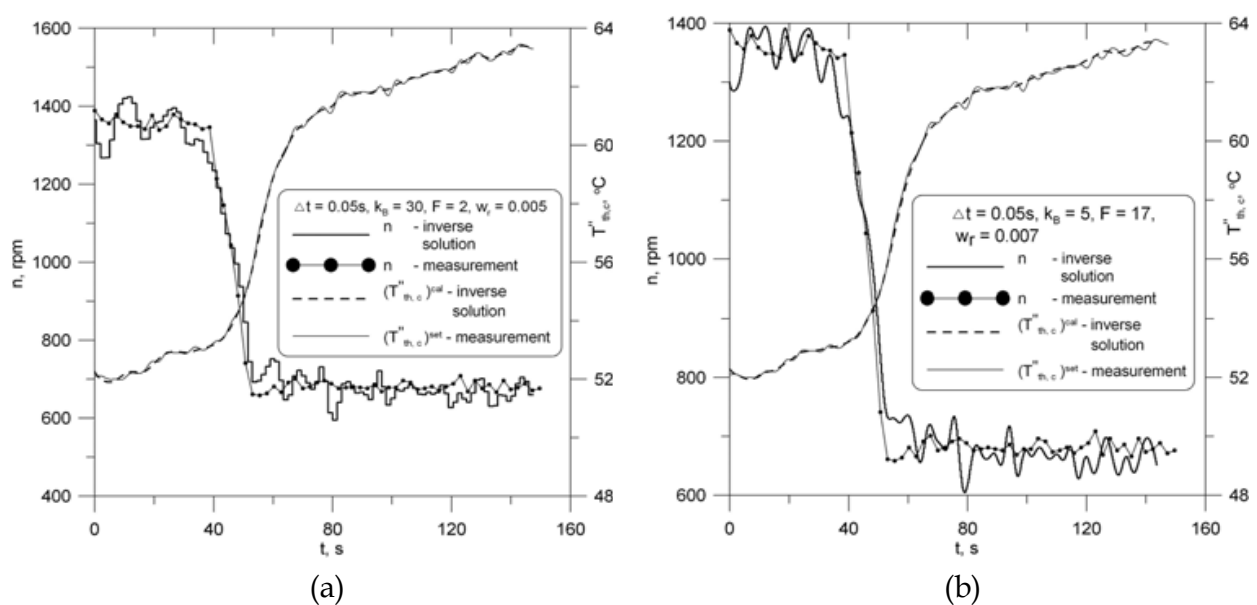 1600
1400
1200
1000
800
600
400
n, rpm
64
60
56
52
48
T''th,c, °C
△t = 0.05s, kB = 30, F = 2, wr = 0.005
n - inverse
solution
n - measurement
(T''th, c)cal - inverse
solution
(T''th, c)set - measurement
0
40
80
120
160
t, s
(a)
1400
1200
1000
800
600
n, rpm
64
60
56
52
48
T''th,c, °C
△t = 0.05s, kB = 5, F = 17,
wr = 0.007
n - inverse
solution
n - measurement
(T''th, c)cal - inverse
solution
(T''th, c)set - measurement
0
40
80
120
160
t, s
(b)